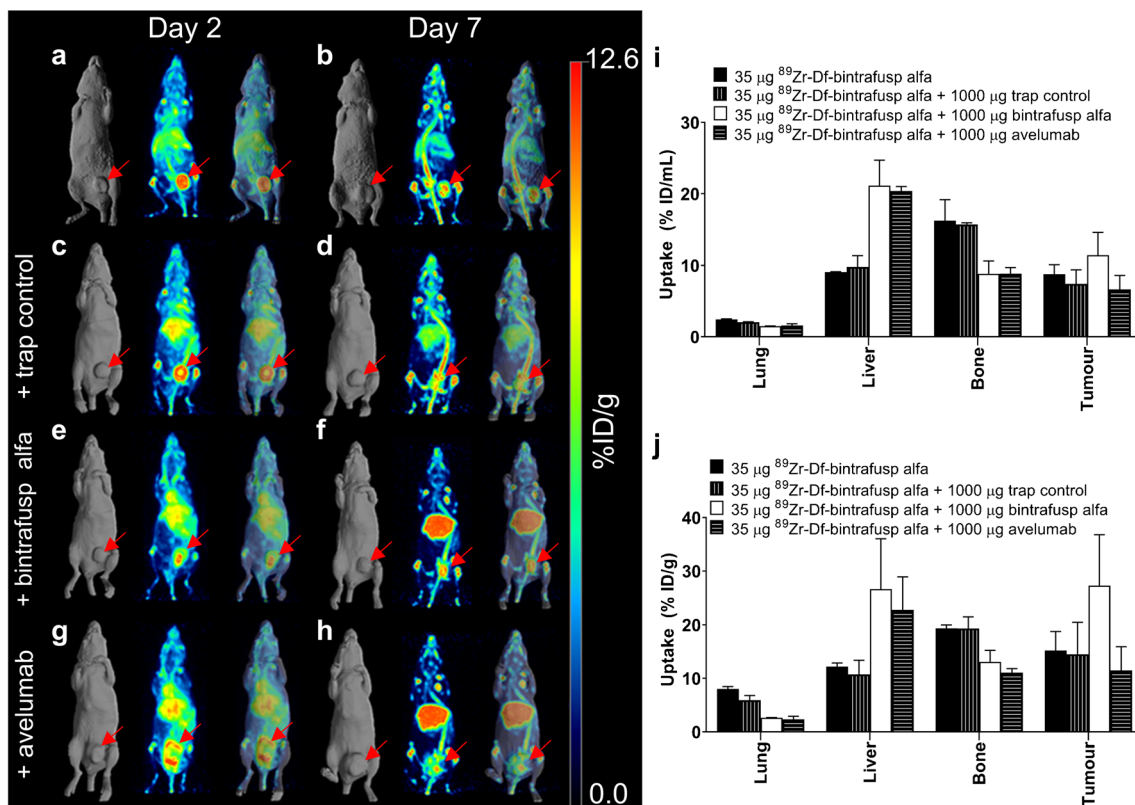 Day 2
Day 7
a
b
12.6
c
d
+ trap control
e
f
+ bintrafusp alfa
g
h
+ avelumab
%ID/g
0.0
i
35 µg ⁸⁹Zr-Df-bintrafusp alfa
35 µg ⁸⁹Zr-Df-bintrafusp alfa + 1000 µg trap control
35 µg ⁸⁹Zr-Df-bintrafusp alfa + 1000 µg bintrafusp alfa
35 µg ⁸⁹Zr-Df-bintrafusp alfa + 1000 µg avelumab
Uptake (% ID/mL)
30
20
10
0
Lung
Liver
Bone
Tumour
j
35 µg ⁸⁹Zr-Df-bintrafusp alfa
35 µg ⁸⁹Zr-Df-bintrafusp alfa + 1000 µg trap control
35 µg ⁸⁹Zr-Df-bintrafusp alfa + 1000 µg bintrafusp alfa
35 µg ⁸⁹Zr-Df-bintrafusp alfa + 1000 µg avelumab
Uptake (% ID/g)
40
30
20
10
0
Lung
Liver
Bone
Tumour